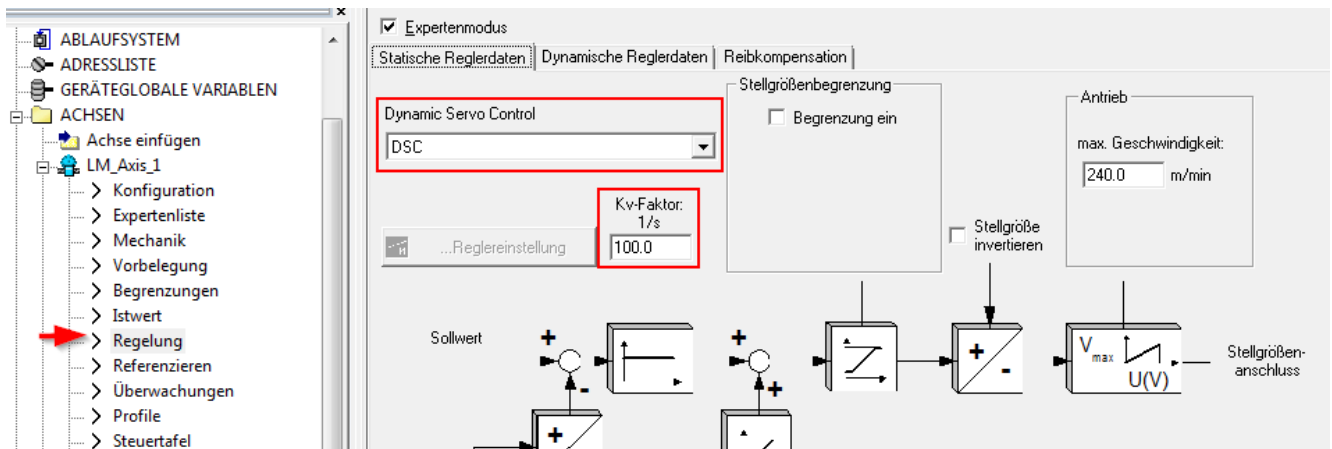 ABLAUFSYSTEM
ADRESSLISTE
GERÄTEGLOBALE VARIABLEN
ACHSEN
Achse einfügen
LM_Axis_1
Konfiguration
Expertenliste
Mechanik
Vorbelegung
Begrenzungen
Istwert
Regelung
Referenzieren
Überwachungen
Profile
Steuertafel
Expertenmodus
Statische Reglerdaten Dynamische Reglerdaten Reibkompensation
Dynamic Servo Control
DSC
Kv-Faktor:
1/s
...Reglereinstellung 100.0
Stellgrößenbegrenzung
Begrenzung ein
Stellgröße
invertieren
Antrieb
max. Geschwindigkeit:
240.0 m/min
Sollwert
+
-
+
+
+
-
Vmax
U(V)
Stellgrößen-
anschluss
+